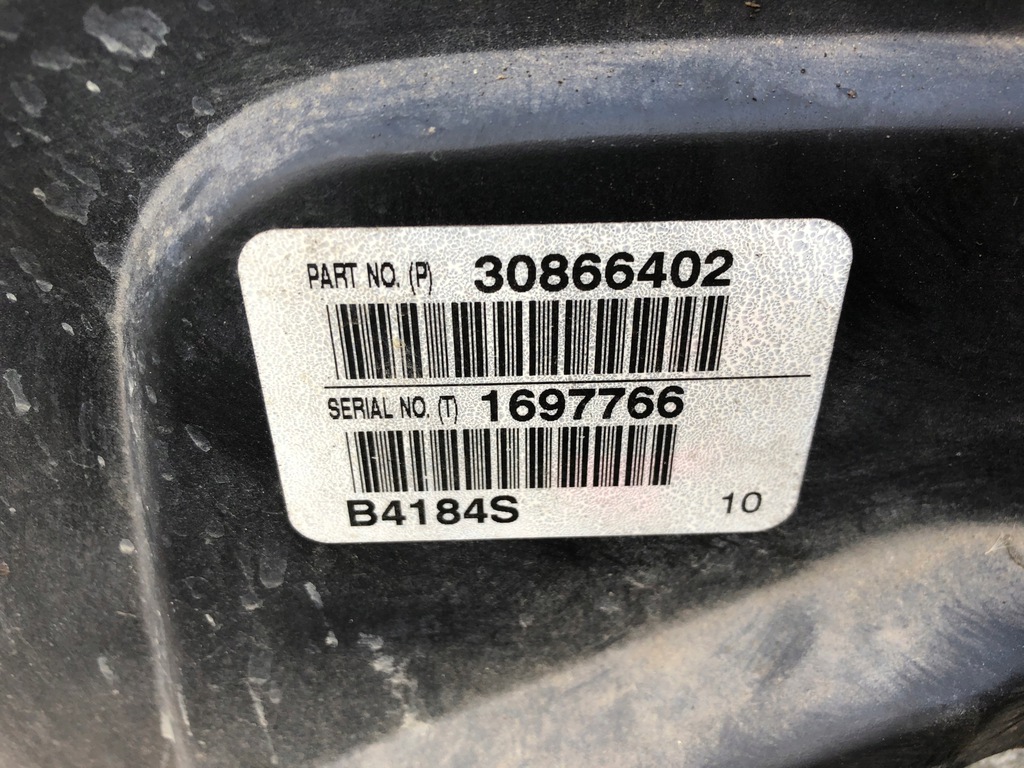 PART NO. (P) 30866402
SERIAL NO. (T) 1697766
B4184S 10